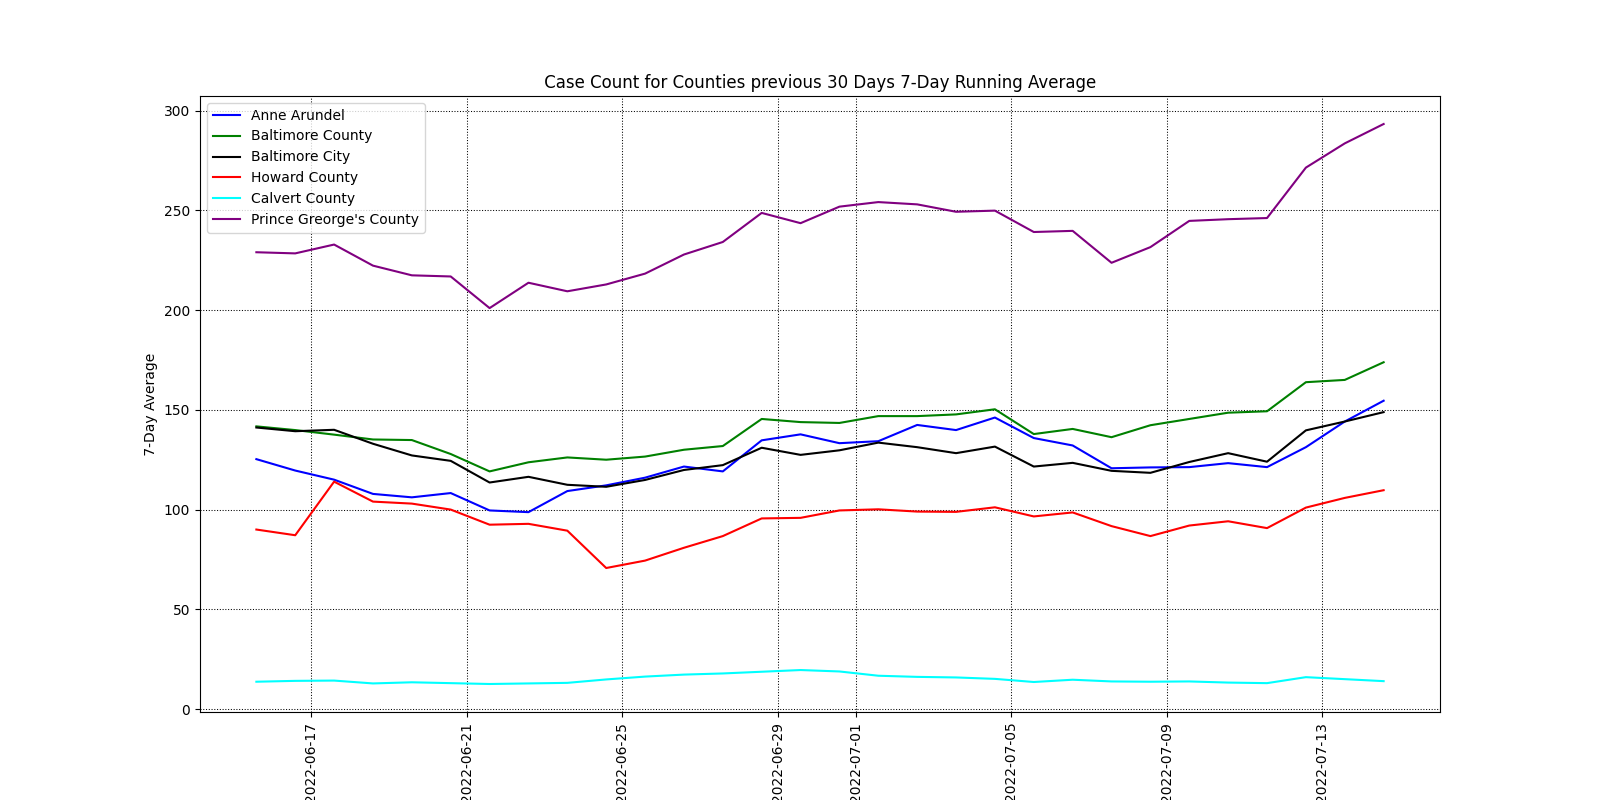 Case Count for Counties previous 30 Days 7-Day Running Average
300
250
200
150
100
50
0
7-Day Average
Anne Arundel
Baltimore County
Baltimore City
Howard County
Calvert County
Prince Greorge's County
2022-06-17
2022-06-21
2022-06-25
2022-06-29
2022-07-01
2022-07-05
2022-07-09
2022-07-13